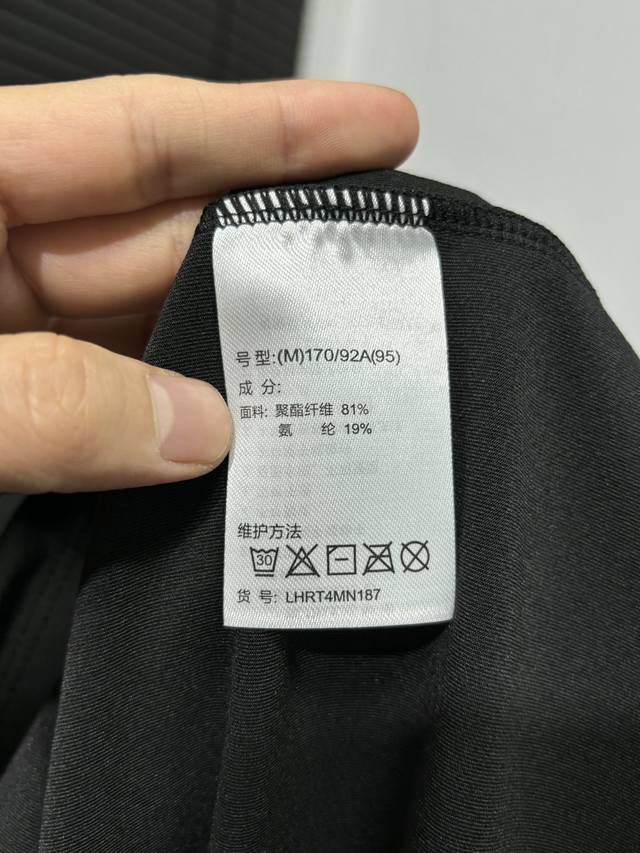 号型:(M)170/92A(95)
成 分:
面料: 聚酯纤维 81%
氨 纶 19%
维护方法
30
货 号: LHRT4MN187